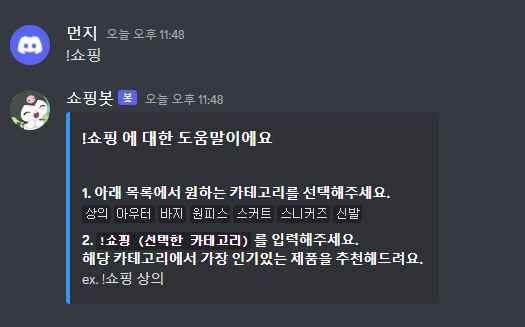 먼지 오늘 오후 11:48
!쇼핑
쇼핑봇 봇 오늘 오후 11:48
!쇼핑 에 대한 도움말이에요
1. 아래 목록에서 원하는 카테고리를 선택해주세요.
상의 아우터 바지 원피스 스커트 스니커즈 신발
2. !쇼핑 (선택한 카테고리) 를 입력해주세요.
해당 카테고리에서 가장 인기있는 제품을 추천해드려요.
ex. !쇼핑 상의